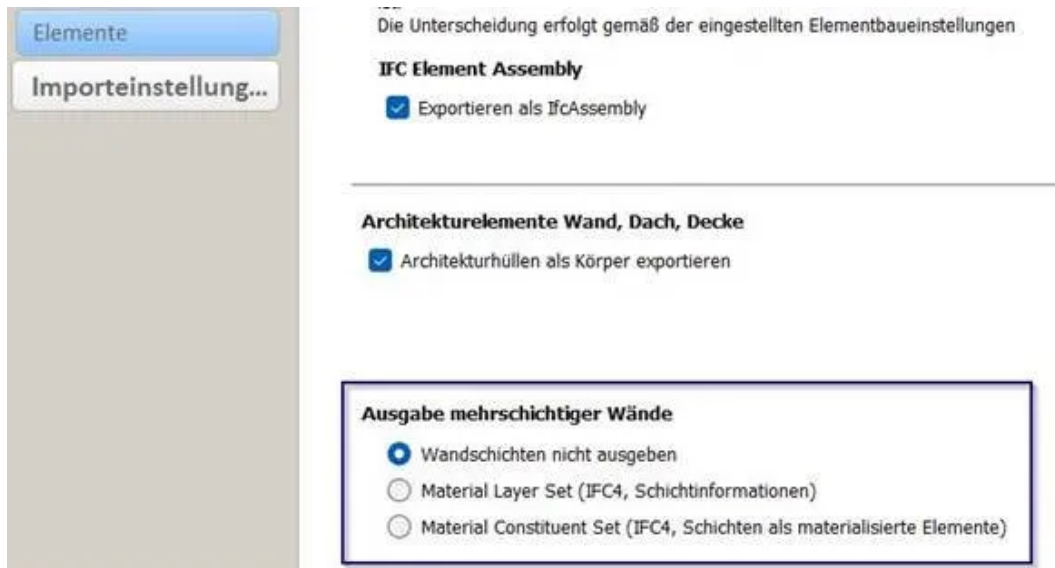 Elemente
Importeinstellung...
Die Unterscheidung erfolgt gemäß der eingestellten Elementbaueinstellungen
IFC Element Assembly
Exportieren als IfcAssembly
Architekturelemente Wand, Dach, Decke
Architekturhüllen als Körper exportieren
Ausgabe mehrschichtiger Wände
Wandschichten nicht ausgeben
Material Layer Set (IFC4, Schichtinformationen)
Material Constituent Set (IFC4, Schichten als materialisierte Elemente)